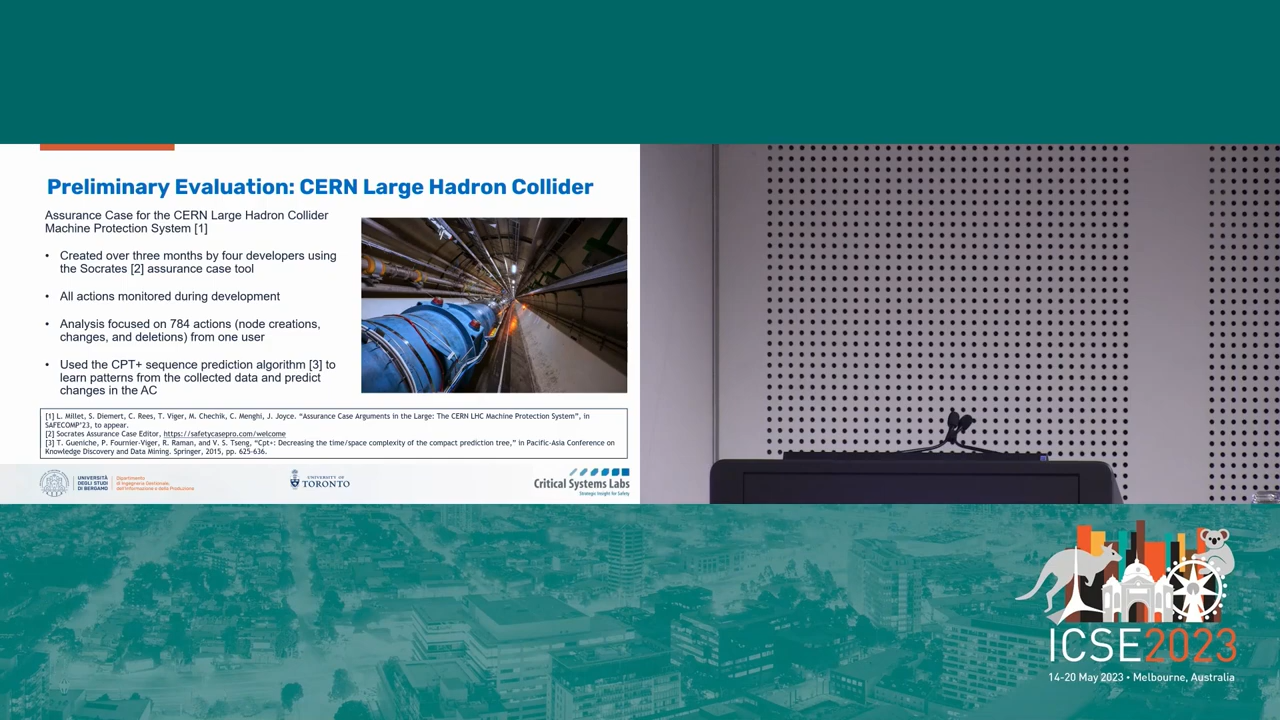 Preliminary Evaluation: CERN Large Hadron Collider
Assurance Case for the CERN Large Hadron Collider
Machine Protection System [1]
• Created over three months by four developers using
the Socrates [2] assurance case tool
• All actions monitored during development
• Analysis focused on 784 actions (node creations,
changes, and deletions) from one user
• Used the CPT+ sequence prediction algorithm [3] to
learn patterns from the collected data and predict
changes in the AC
[1] L. Millet, S. Diemert, C. Rees, T. Viger, M. Chechik, C. Menghi, J. Joyce. “Assurance Case Arguments in the Large: The CERN LHC Machine Protection System”, in
SAFECOMP’23, to appear.
[2] Socrates Assurance Case Editor, https://safetycasepro.com/welcome
[3] T. Gueniche, P. Fournier-Viger, R. Raman, and V. S. Tseng, “Cpt+: Decreasing the time/space complexity of the compact prediction tree,” in Pacific-Asia Conference on
Knowledge Discovery and Data Mining. Springer, 2015, pp. 625-636.
UNIVERSITÀ
DEGLI STUDI
DI BERGAMO
Dipartimento
di Ingegneria Gestionale,
dell'Informazione e della Produzione
UNIVERSITY OF
TORONTO
Critical Systems Labs
Strategic Insight for Safety
ICSE2023
14-20 May 2023 • Melbourne, Australia